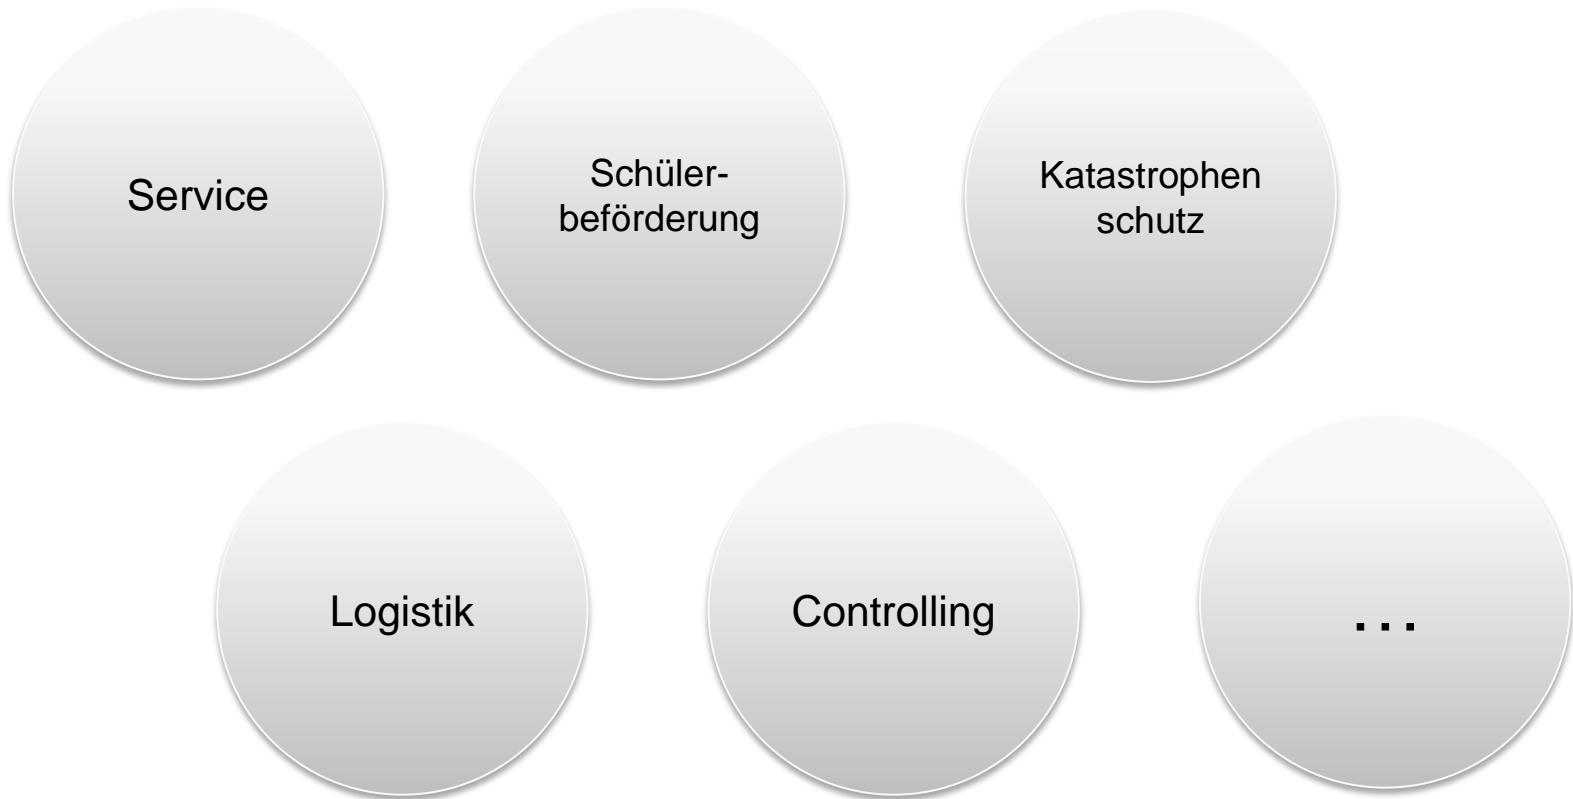 Service
Schüler-
beförderung
Katastrophen
schutz
Logistik
Controlling
...